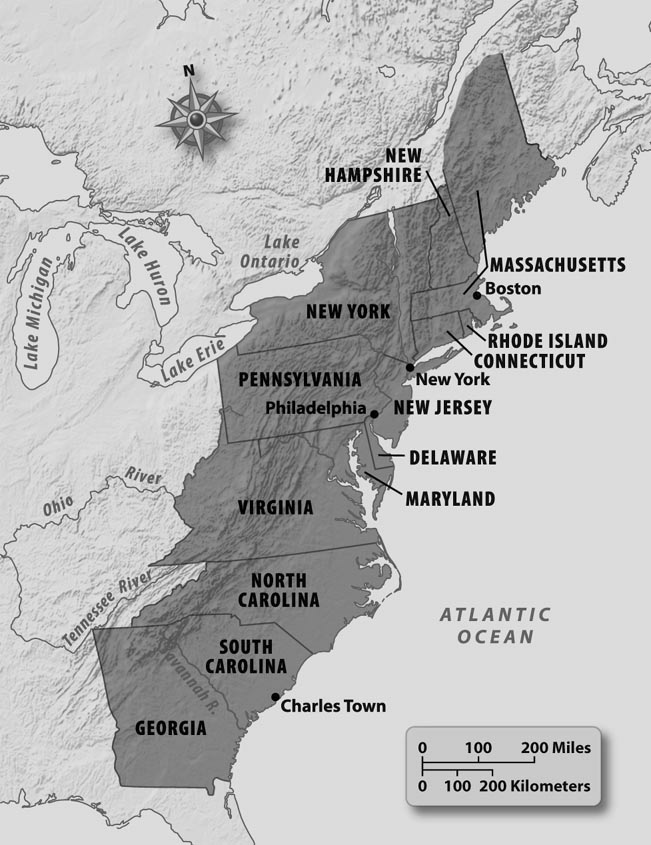 N
NEW
HAMPSHIRE
Lake
Ontario
Lake Huron
Lake Michigan
MASSACHUSETTS
Boston
NEW YORK
RHODE ISLAND
CONNECTICUT
Lake Erie
New York
PENNSYLVANIA
Philadelphia
NEW JERSEY
DELAWARE
MARYLAND
Ohio River
VIRGINIA
NORTH
CAROLINA
Tennessee River
ATLANTIC
OCEAN
SOUTH
CAROLINA
Savannah R.
Charles Town
GEORGIA
0 100 200 Miles
0 100 200 Kilometers